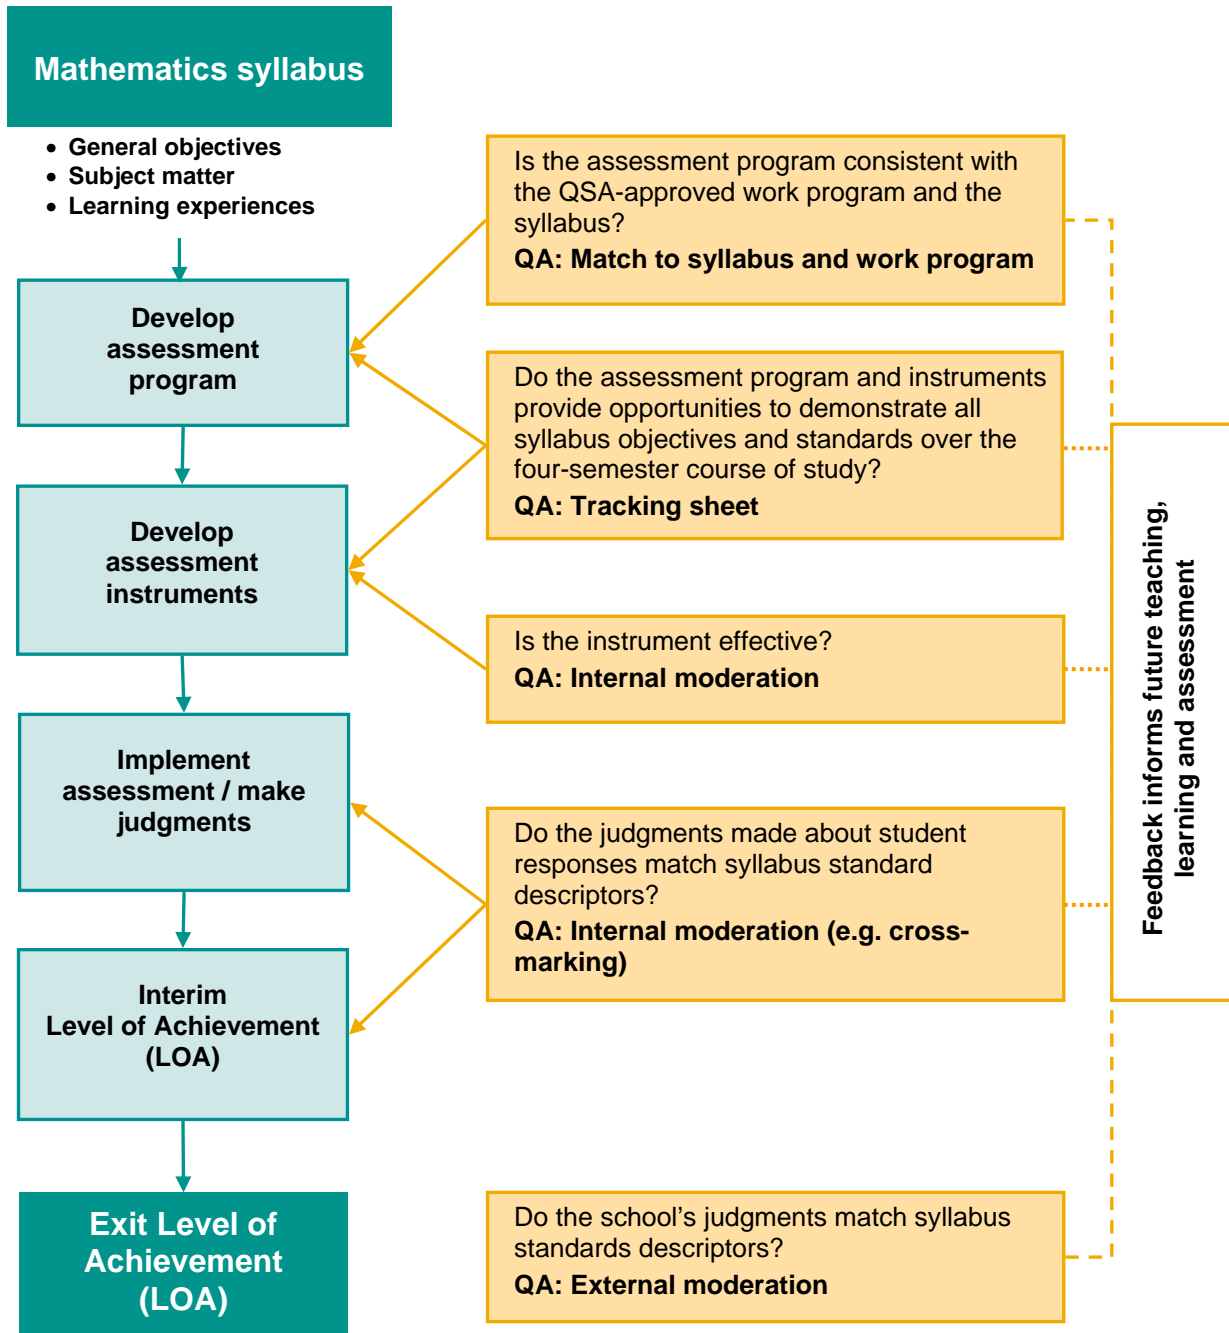 Mathematics syllabus
• General objectives
• Subject matter
• Learning experiences
Develop
assessment
program
Develop
assessment
instruments
Implement
assessment / make
judgments
Interim
Level of Achievement
(LOA)
Exit Level of
Achievement
(LOA)
Is the assessment program consistent with
the QSA-approved work program and the
syllabus?
QA: Match to syllabus and work program
Do the assessment program and instruments
provide opportunities to demonstrate all
syllabus objectives and standards over the
four-semester course of study?
QA: Tracking sheet
Is the instrument effective?
QA: Internal moderation
Do the judgments made about student
responses match syllabus standard
descriptors?
QA: Internal moderation (e.g. cross-
marking)
Do the school’s judgments match syllabus
standards descriptors?
QA: External moderation
Feedback informs future teaching,
learning and assessment